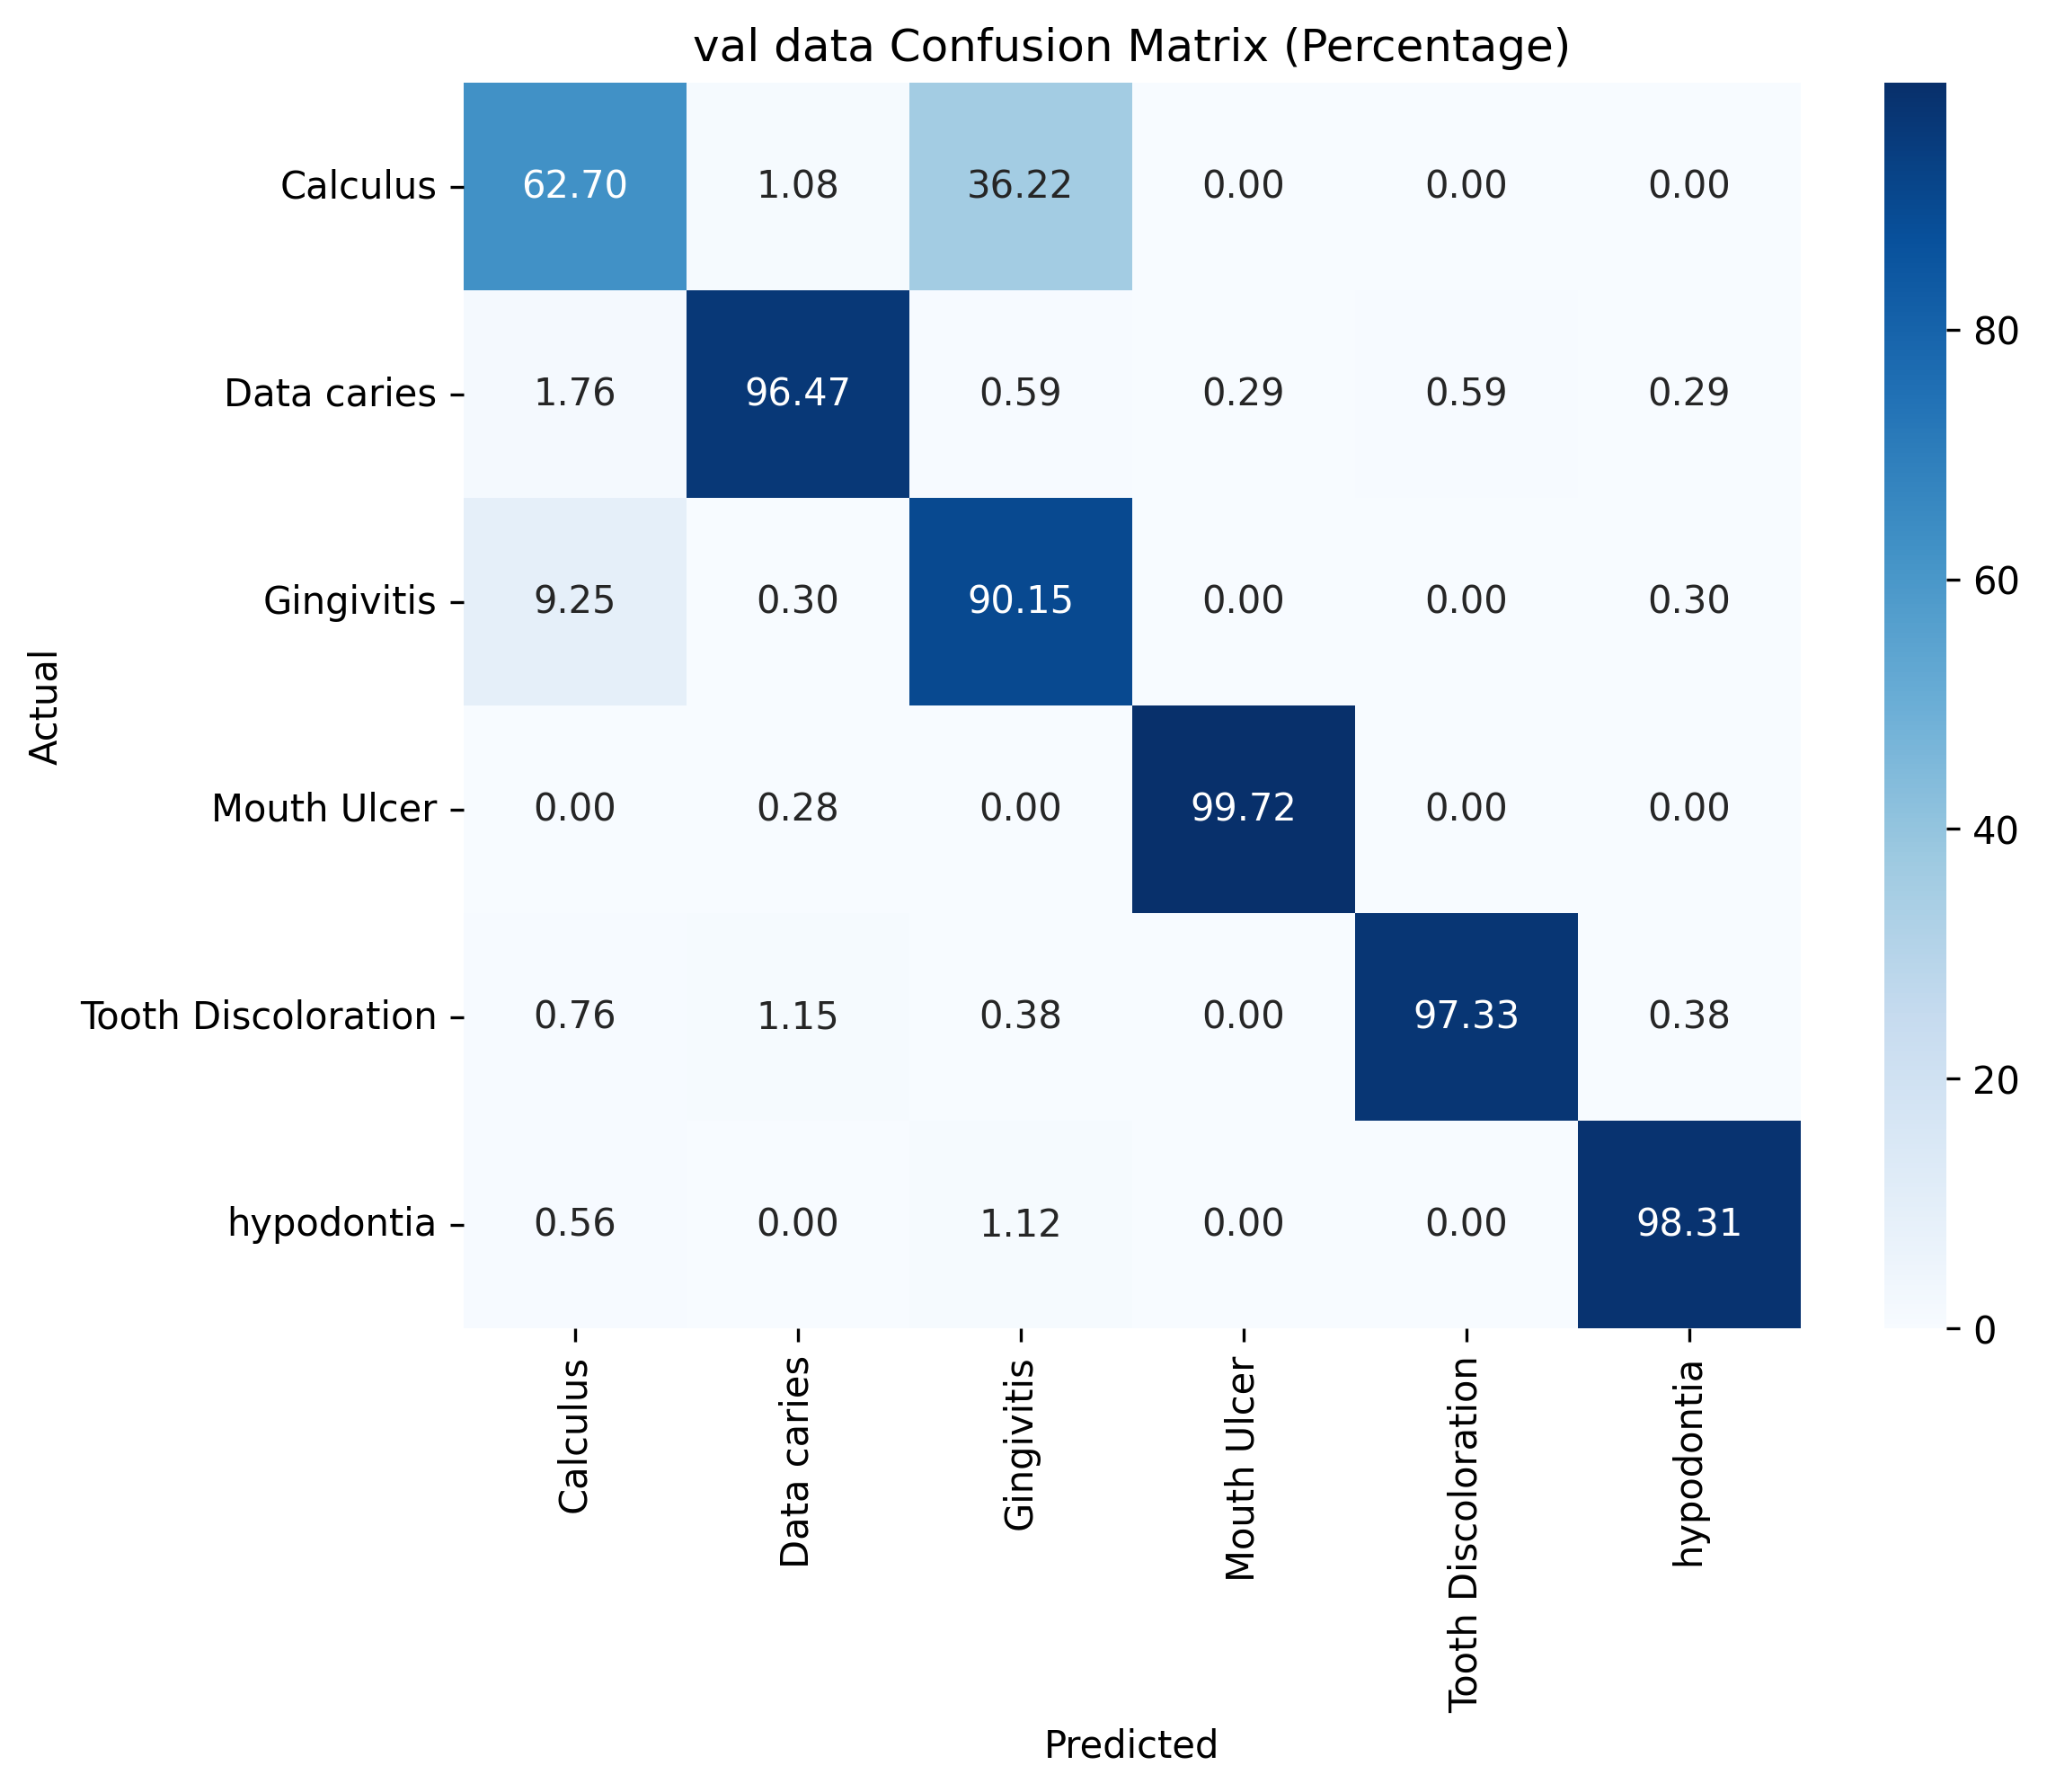 val data Confusion Matrix (Percentage)
Calculus 62.70 1.08 36.22 0.00 0.00 0.00
Data caries 1.76 96.47 0.59 0.29 0.59 0.29
Gingivitis 9.25 0.30 90.15 0.00 0.00 0.30
Mouth Ulcer 0.00 0.28 0.00 99.72 0.00 0.00
Tooth Discoloration 0.76 1.15 0.38 0.00 97.33 0.38
hypodontia 0.56 0.00 1.12 0.00 0.00 98.31
Actual
Calculus
Data caries
Gingivitis
Mouth Ulcer
Tooth Discoloration
hypodontia
Predicted
80
60
40
20
0